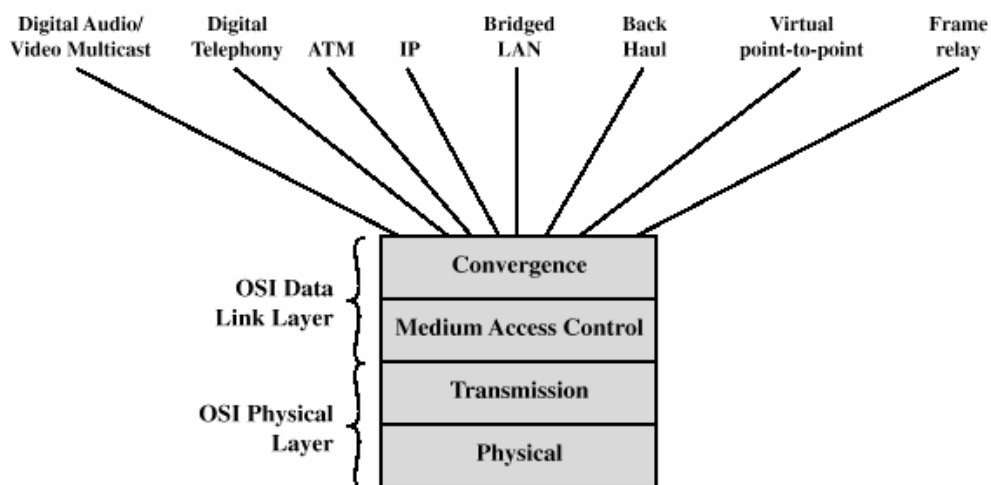 Digital Audio/
Video Multicast
Digital
Telephony
ATM
IP
Bridged
LAN
Back
Haul
Virtual
point-to-point
Frame
relay
Convergence
OSI Data
Link Layer
Medium Access Control
Transmission
OSI Physical
Layer
Physical